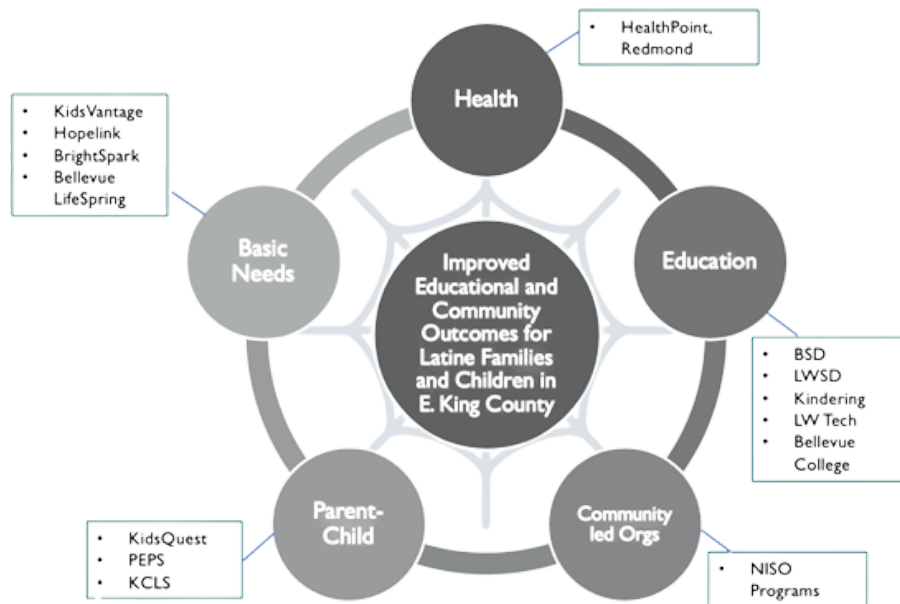 • HealthPoint,
Redmond
Health
• KidsVantage
• Hopelink
• BrightSpark
• Bellevue
LifeSpring
Basic
Needs
Education
Improved
Educational and
Community
Outcomes for
Latine Families
and Children in
E. King County
• BSD
• LWSD
• Kindering
• LW Tech
• Bellevue
College
Parent-
Child
Community
led Orgs
• KidsQuest
• PEPS
• KCLS
• NISO
Programs